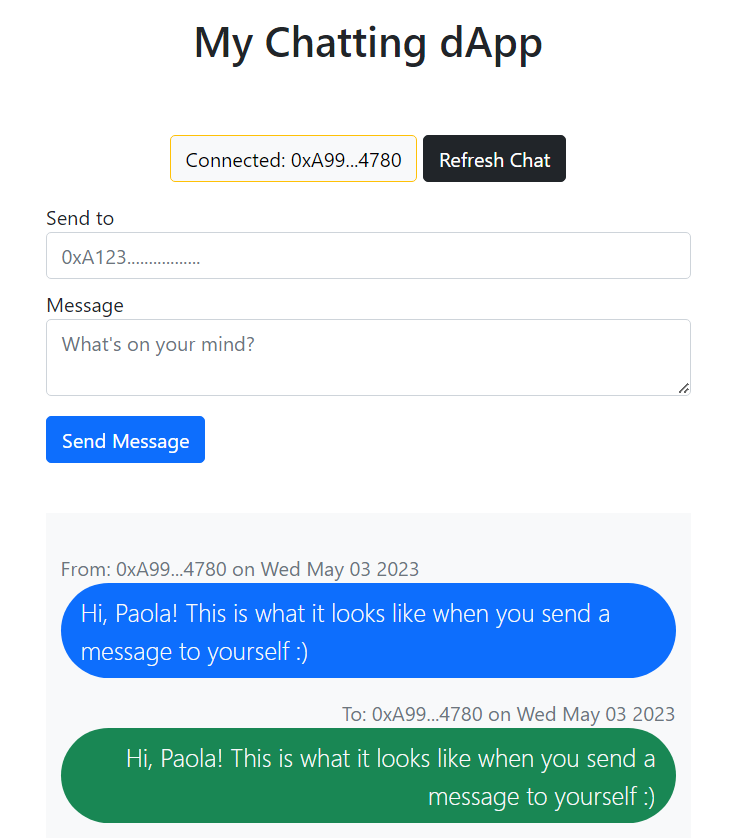 My Chatting dApp
Connected: 0xA99...4780 Refresh Chat
Send to
0xA123.................
Message
What's on your mind?
Send Message
From: 0xA99...4780 on Wed May 03 2023
Hi, Paola! This is what it looks like when you send a
message to yourself :)
To: 0xA99...4780 on Wed May 03 2023
Hi, Paola! This is what it looks like when you send a
message to yourself :)